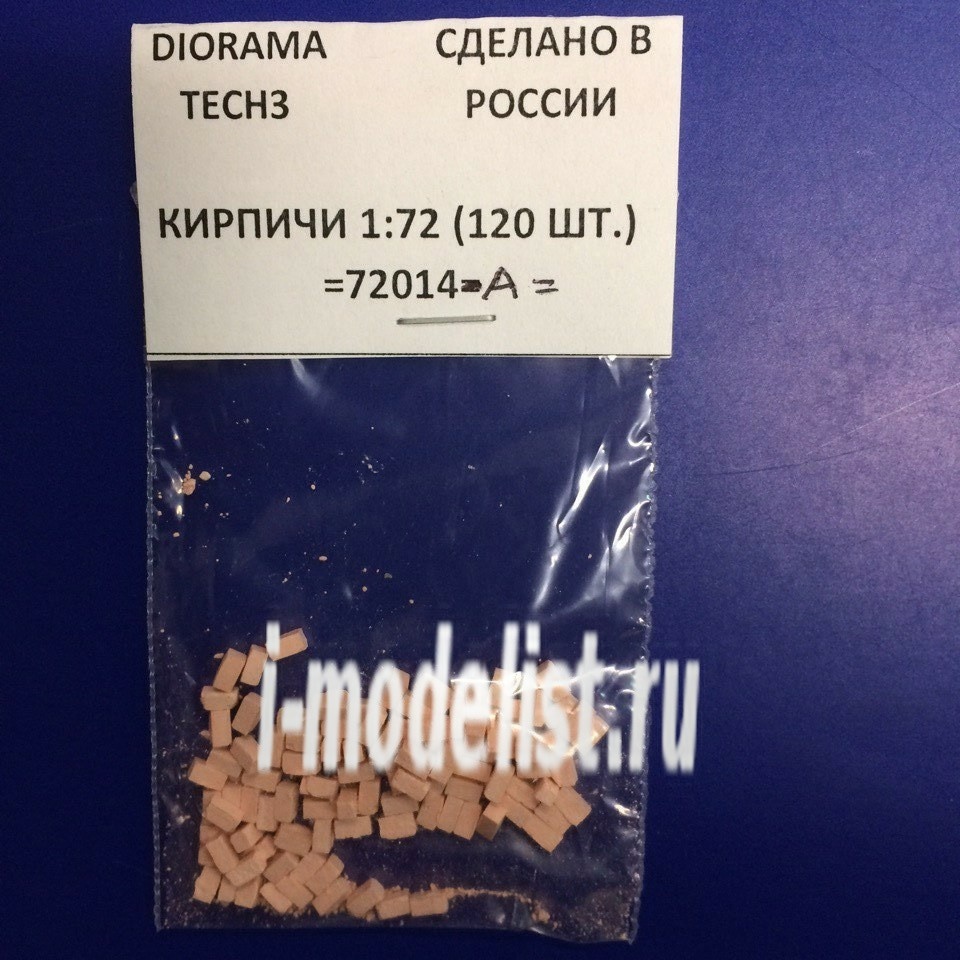 DIORAMA СДЕЛАНО В
TECH3 РОССИИ
КИРПИЧИ 1:72 (120 ШТ.)
=72014-A=
i-modelist.ru